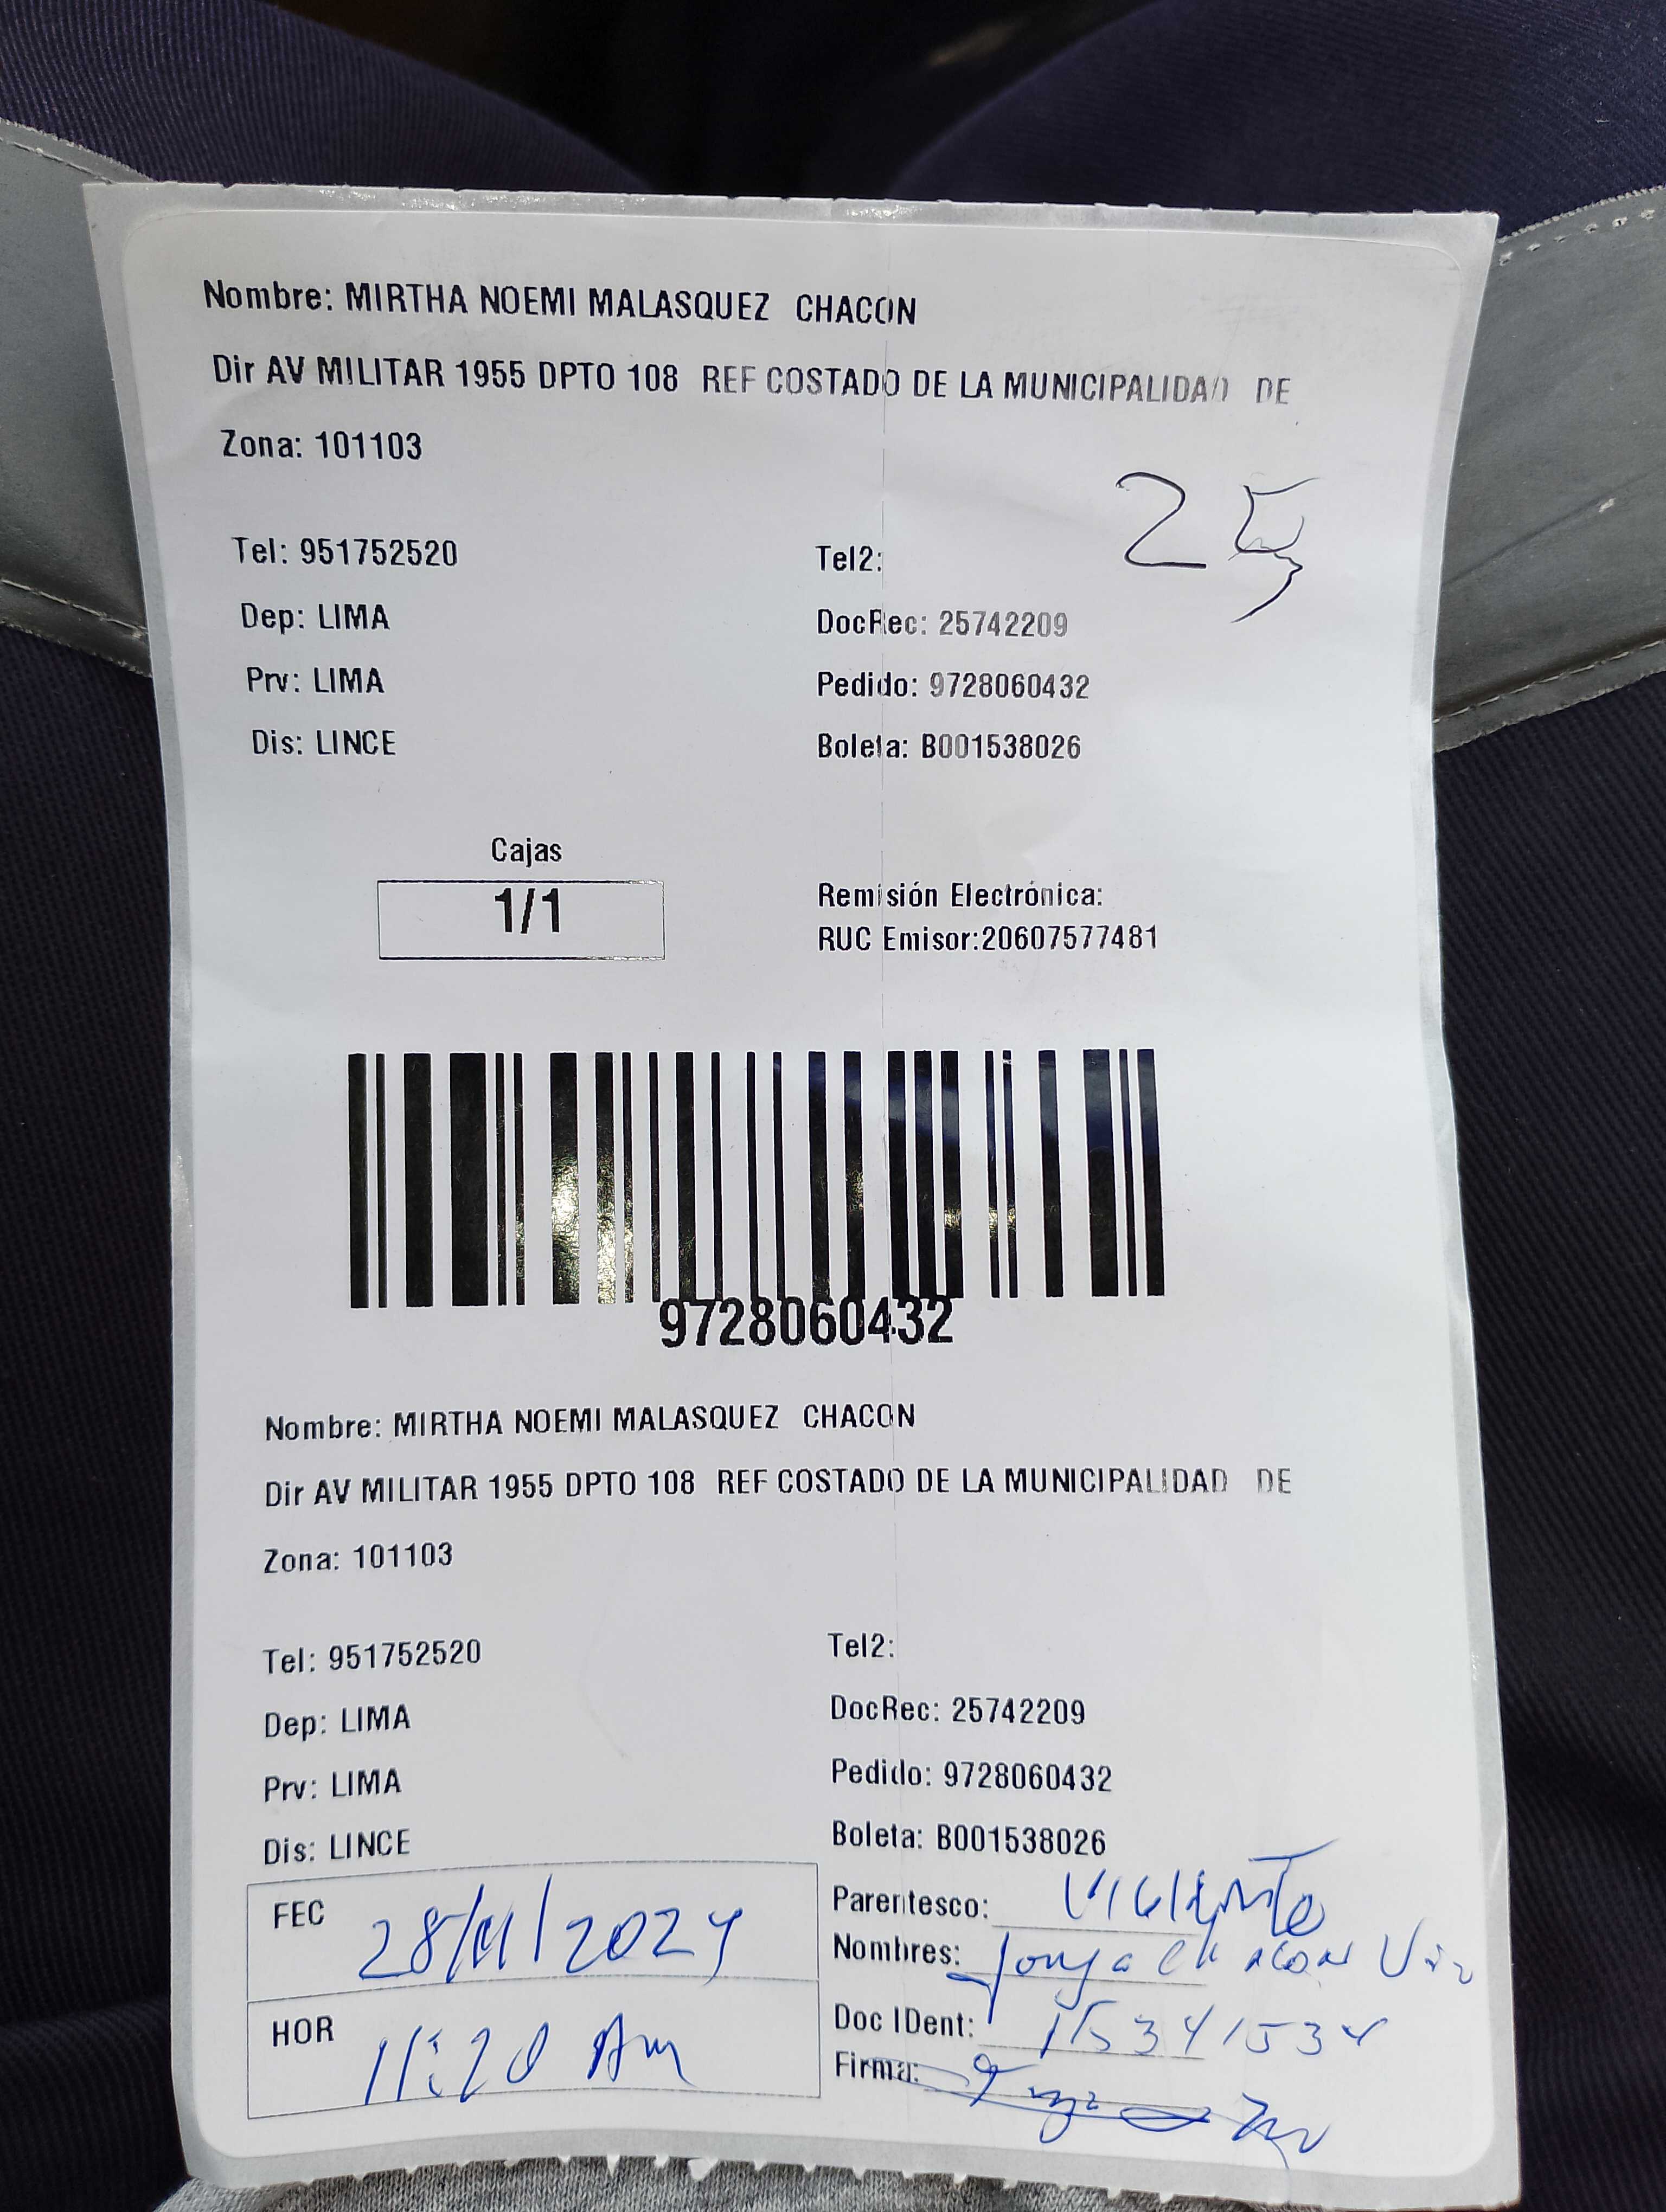 Nombre: MIRTHA NOEMI MALASQUEZ CHACON
Dir AV MILITAR 1955 DPTO 108 REF COSTADO DE LA MUNICIPALIDAD DE
Zona: 101103
25
Tel: 951752520 Tel2:
Dep: LIMA DocRec: 25742209
Prv: LIMA Pedido: 9728060432
Dis: LINCE Boleta: B001538026
Cajas
1/1
Remisión Electrónica:
RUC Emisor:20607577481
9728060432
Nombre: MIRTHA NOEMI MALASQUEZ CHACON
Dir AV MILITAR 1955 DPTO 108 REF COSTADO DE LA MUNICIPALIDAD DE
Zona: 101103
Tel: 951752520 Tel2:
Dep: LIMA DocRec: 25742209
Prv: LIMA Pedido: 9728060432
Dis: LINCE Boleta: B001538026
FEC 28/11/2024
HOR 11:20 Am
Parentesco: VIGILANTE
Nombres:
Doc IDent:
Firma: